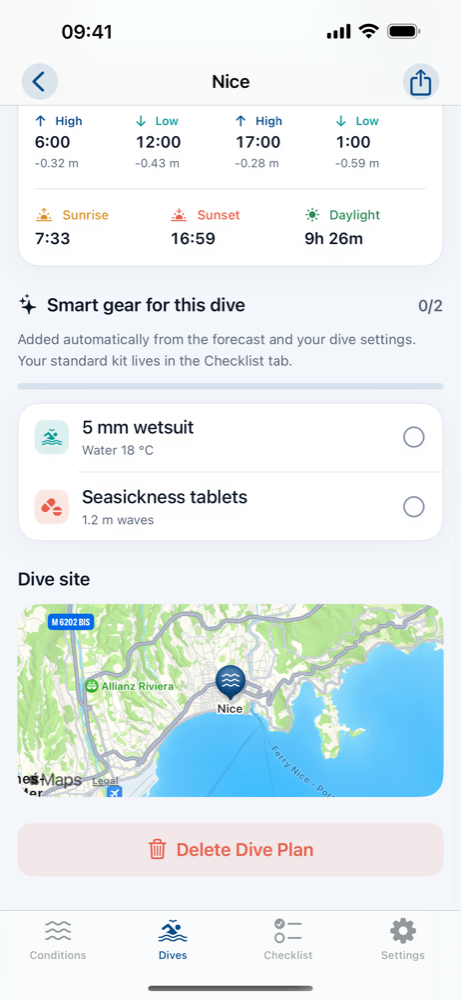 09:41
Nice
High Low High Low
6:00 12:00 17:00 1:00
-0.32 m -0.43 m -0.28 m -0.59 m
Sunrise Sunset Daylight
7:33 16:59 9h 26m
Smart gear for this dive 0/2
Added automatically from the forecast and your dive settings.
Your standard kit lives in the Checklist tab.
5 mm wetsuit
Water 18 °C
Seasickness tablets
1.2 m waves
Dive site
M 6202 BIS
Allianz Riviera
Nice
Ferry Nice - Por
Maps Legal
Delete Dive Plan
Conditions Dives Checklist Settings